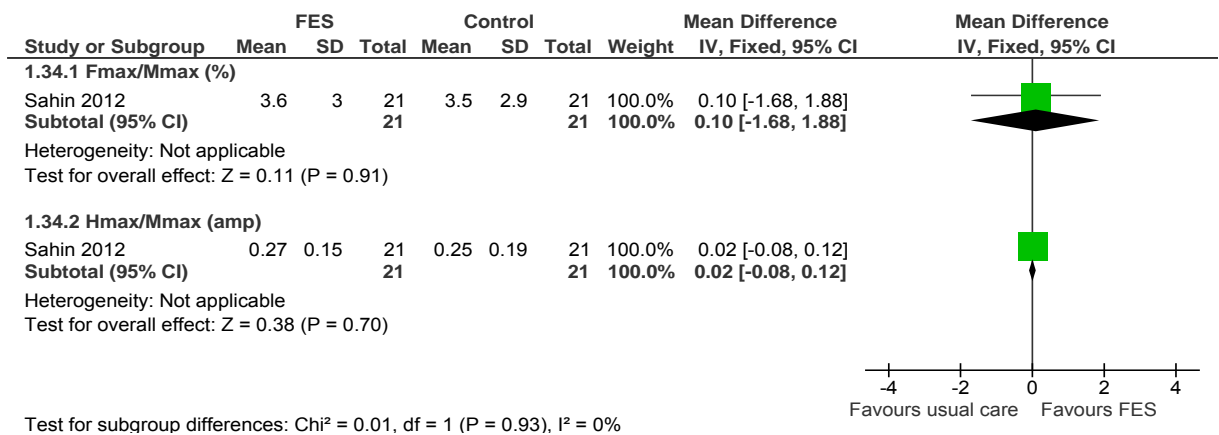 FES Control Mean Difference Mean Difference
Study or Subgroup Mean SD Total Mean SD Total Weight IV, Fixed, 95% CI IV, Fixed, 95% CI
1.34.1 Fmax/Mmax (%)
Sahin 2012 3.6 3 21 3.5 2.9 21 100.0% 0.10 [-1.68, 1.88]
Subtotal (95% CI) 21 21 100.0% 0.10 [-1.68, 1.88]
Heterogeneity: Not applicable
Test for overall effect: Z = 0.11 (P = 0.91)
1.34.2 Hmax/Mmax (amp)
Sahin 2012 0.27 0.15 21 0.25 0.19 21 100.0% 0.02 [-0.08, 0.12]
Subtotal (95% CI) 21 21 100.0% 0.02 [-0.08, 0.12]
Heterogeneity: Not applicable
Test for overall effect: Z = 0.38 (P = 0.70)
-4 -2 0 2 4
Favours usual care Favours FES
Test for subgroup differences: Chi² = 0.01, df = 1 (P = 0.93), I² = 0%